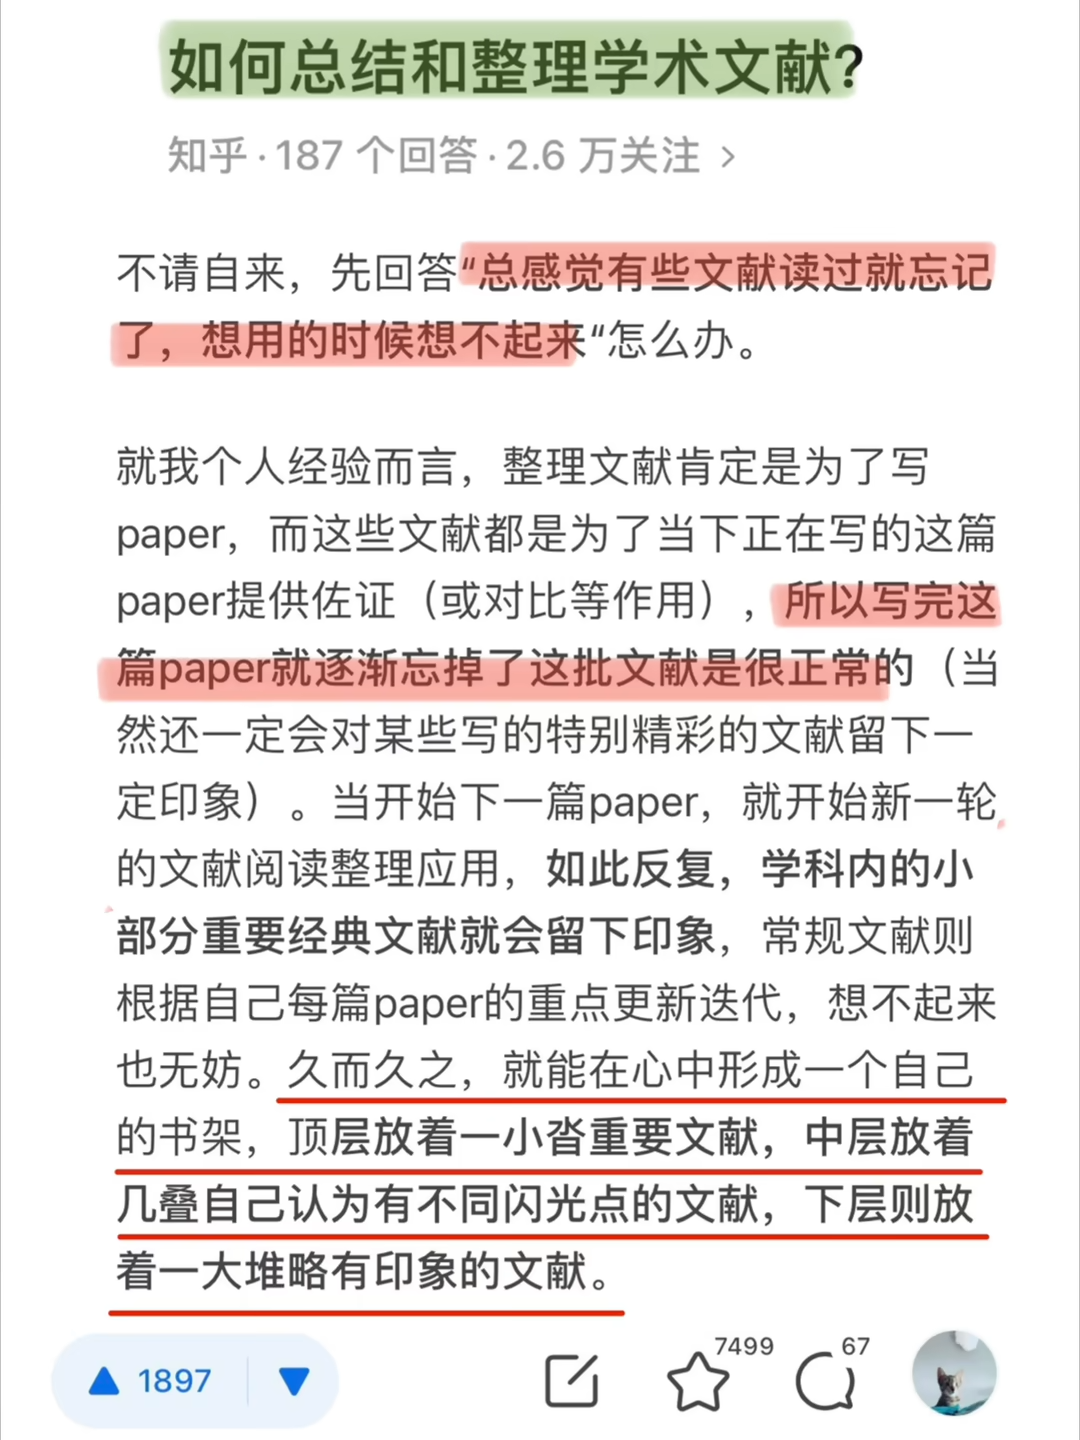 如何总结和整理学术文献?
知乎 · 187 个回答 · 2.6 万关注 >
不请自来，先回答“总感觉有些文献读过就忘记
了，想用的时候想不起来“怎么办。
就我个人经验而言，整理文献肯定是为了写
paper，而这些文献都是为了当下正在写的这篇
paper提供佐证（或对比等作用），所以写完这
篇paper就逐渐忘掉了这批文献是很正常的（当
然还一定会对某些写的特别精彩的文献留下一
定印象）。当开始下一篇paper，就开始新一轮
的文献阅读整理应用，如此反复，学科内的小
部分重要经典文献就会留下印象，常规文献则
根据自己每篇paper的重点更新迭代，想不起来
也无妨。久而久之，就能在心中形成一个自己
的书架，顶层放着一小沓重要文献，中层放着
几叠自己认为有不同闪光点的文献，下层则放
着一大堆略有印象的文献。
1897
7499
67